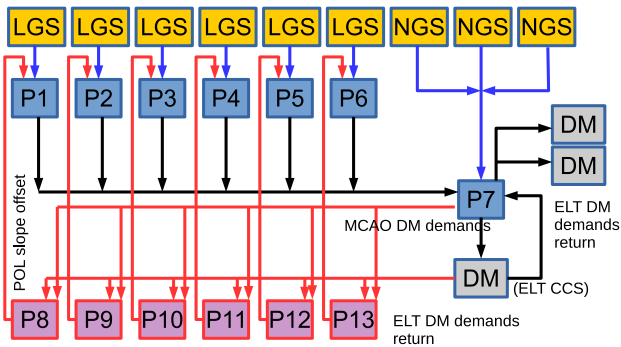 LGS LGS LGS LGS LGS LGS NGS NGS NGS
P1 P2 P3 P4 P5 P6
DM
DM
P7
ELT DM
demands
return
MCAO DM demands
POL slope offset
DM
(ELT CCS)
P8 P9 P10 P11 P12 P13
ELT DM demands
return